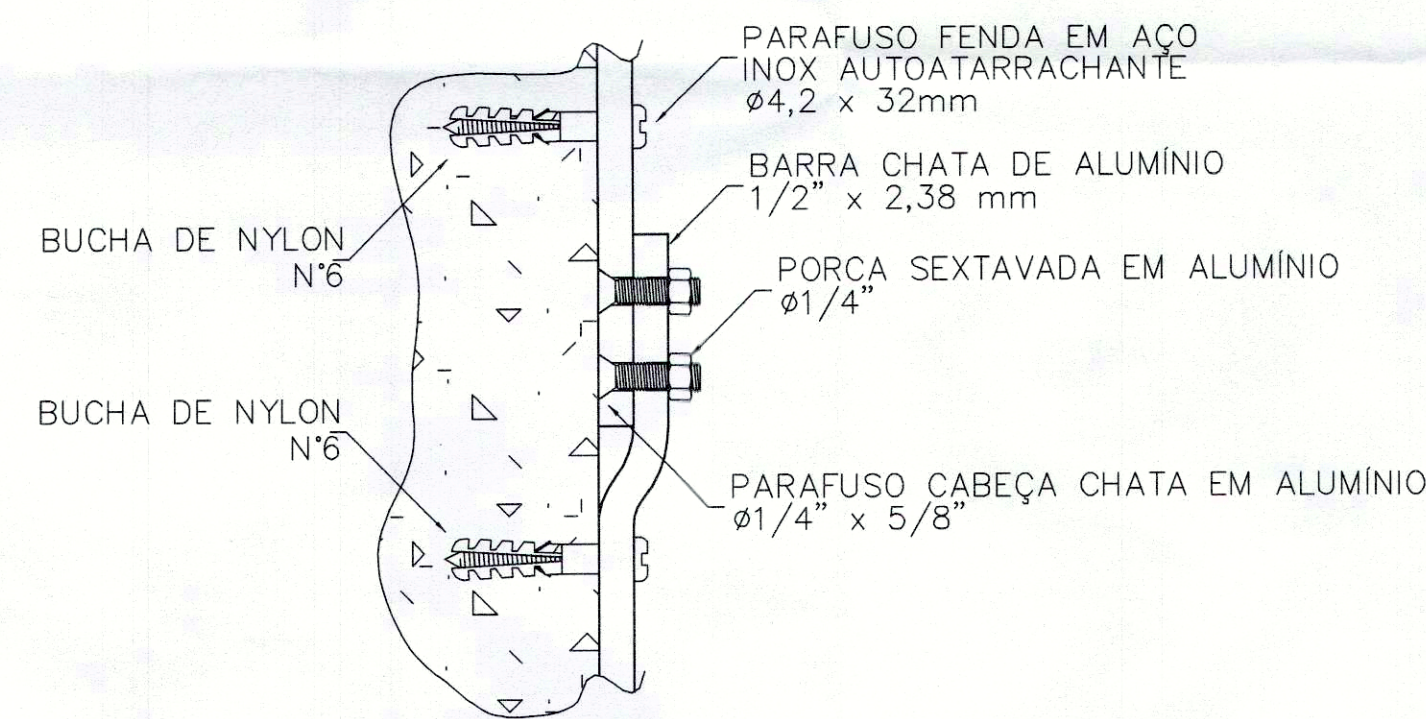 PARAFUSO FENDA EM AÇO
INOX AUTOATARRACHANTE
ø4,2 x 32mm
BARRA CHATA DE ALUMÍNIO
1/2" x 2,38 mm
BUCHA DE NYLON
N°6
PORCA SEXTAVADA EM ALUMÍNIO
ø1/4"
BUCHA DE NYLON
N°6
PARAFUSO CABEÇA CHATA EM ALUMÍNIO
ø1/4" x 5/8"